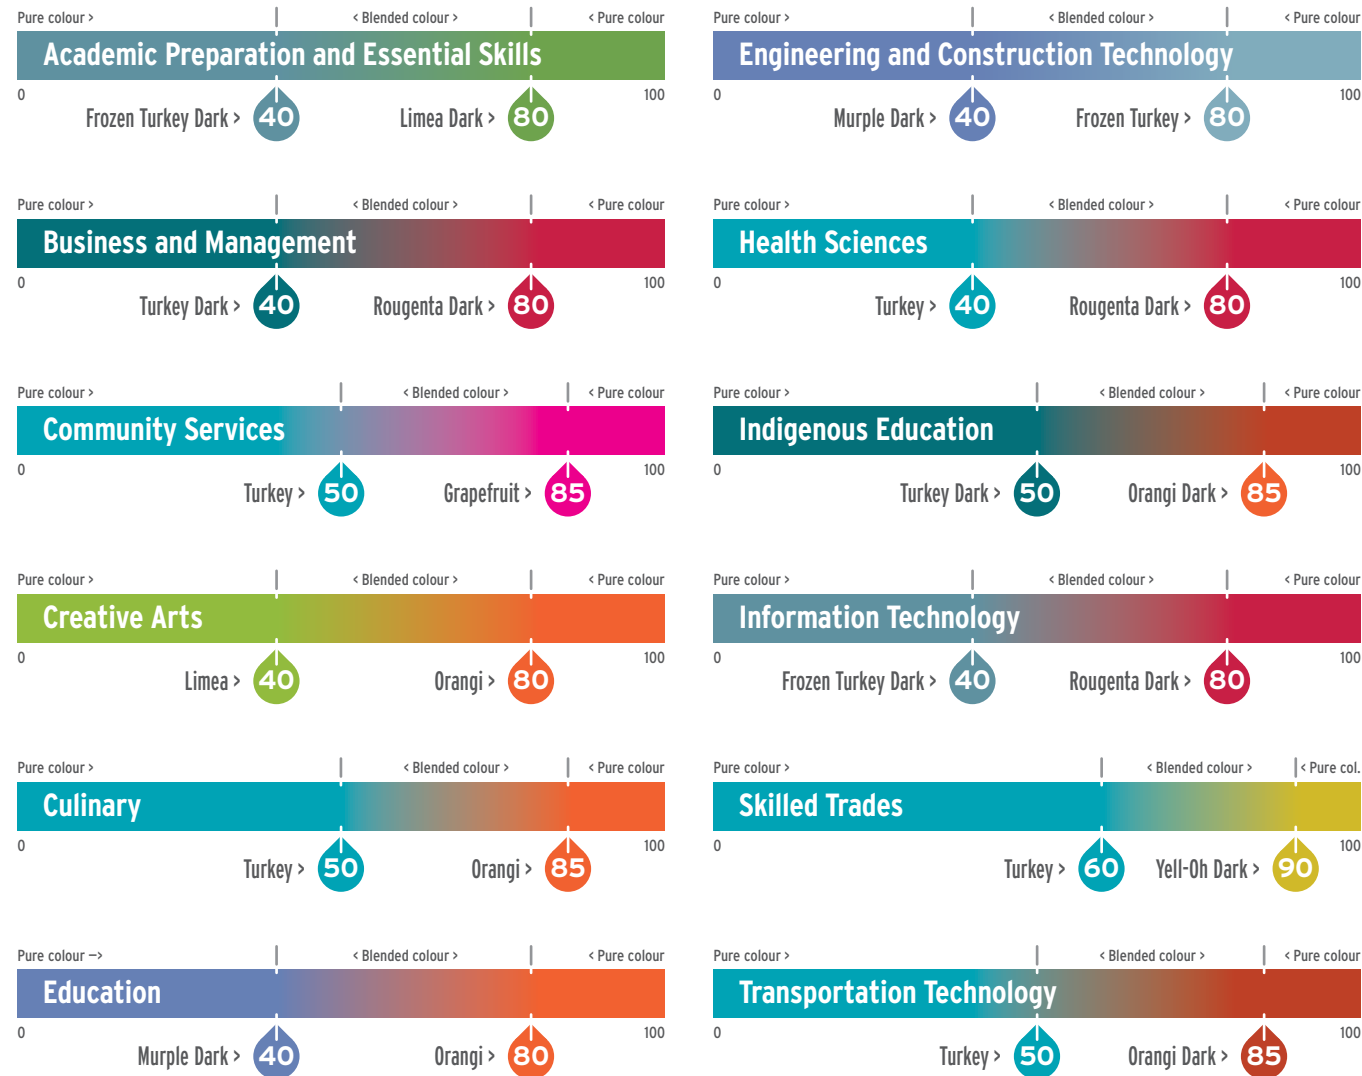 Pure colour >
< Blended colour >
< Pure colour
Academic Preparation and Essential Skills
0
100
Frozen Turkey Dark > 40
Limea Dark > 80
Pure colour >
< Blended colour >
< Pure colour
Engineering and Construction Technology
0
100
Murple Dark > 40
Frozen Turkey > 80
Pure colour >
< Blended colour >
< Pure colour
Business and Management
0
100
Turkey Dark > 40
Rougenta Dark > 80
Pure colour >
< Blended colour >
< Pure colour
Health Sciences
0
100
Turkey > 40
Rougenta Dark > 80
Pure colour >
< Blended colour >
< Pure colour
Community Services
0
100
Turkey > 50
Grapefruit > 85
Pure colour >
< Blended colour >
< Pure colour
Indigenous Education
0
100
Turkey Dark > 50
Orangi Dark > 85
Pure colour >
< Blended colour >
< Pure colour
Creative Arts
0
100
Limea > 40
Orangi > 80
Pure colour >
< Blended colour >
< Pure colour
Information Technology
0
100
Frozen Turkey Dark > 40
Rougenta Dark > 80
Pure colour >
< Blended colour >
< Pure colour
Culinary
0
100
Turkey > 50
Orangi > 85
Pure colour >
< Blended colour >
< Pure col.
Skilled Trades
0
100
Turkey > 60
Yell-Oh Dark > 90
Pure colour —>
< Blended colour >
< Pure colour
Education
0
100
Murple Dark > 40
Orangi > 80
Pure colour >
< Blended colour >
< Pure colour
Transportation Technology
0
100
Turkey > 50
Orangi Dark > 85